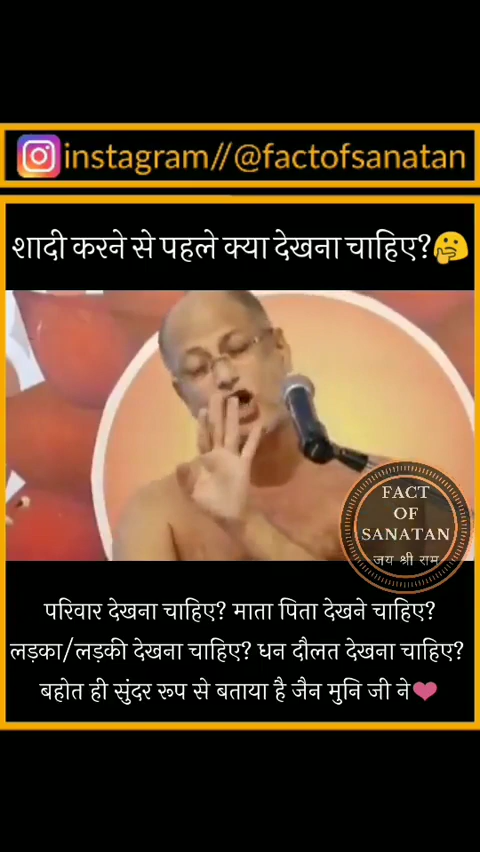 instagram//@factofsanatan
शादी करने से पहले क्या देखना चाहिए?🤔
FACT
OF
SANATAN
जय श्री राम
परिवार देखना चाहिए? माता पिता देखने चाहिए?
लड़का/लड़की देखना चाहिए? धन दौलत देखना चाहिए?
बहोत ही सुंदर रूप से बताया है जैन मुनि जी ने❤